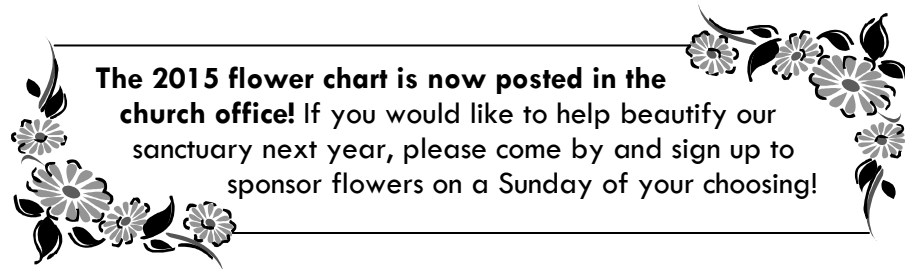 The 2015 flower chart is now posted in the
church office! If you would like to help beautify our
sanctuary next year, please come by and sign up to
sponsor flowers on a Sunday of your choosing!